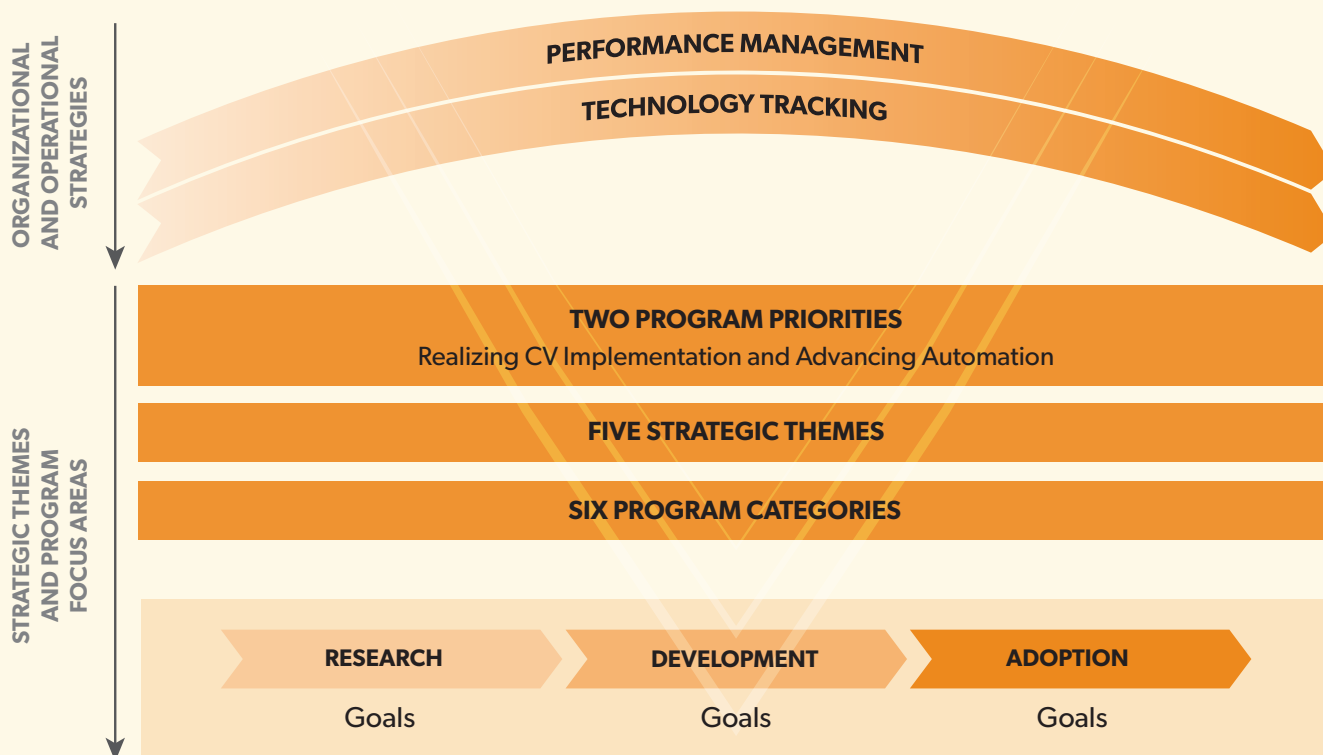 ORGANIZATIONAL
AND OPERATIONAL
STRATEGIES
PERFORMANCE MANAGEMENT
TECHNOLOGY TRACKING
STRATEGIC THEMES
AND PROGRAM
FOCUS AREAS
TWO PROGRAM PRIORITIES
Realizing CV Implementation and Advancing Automation
FIVE STRATEGIC THEMES
SIX PROGRAM CATEGORIES
RESEARCH
DEVELOPMENT
ADOPTION
Goals
Goals
Goals